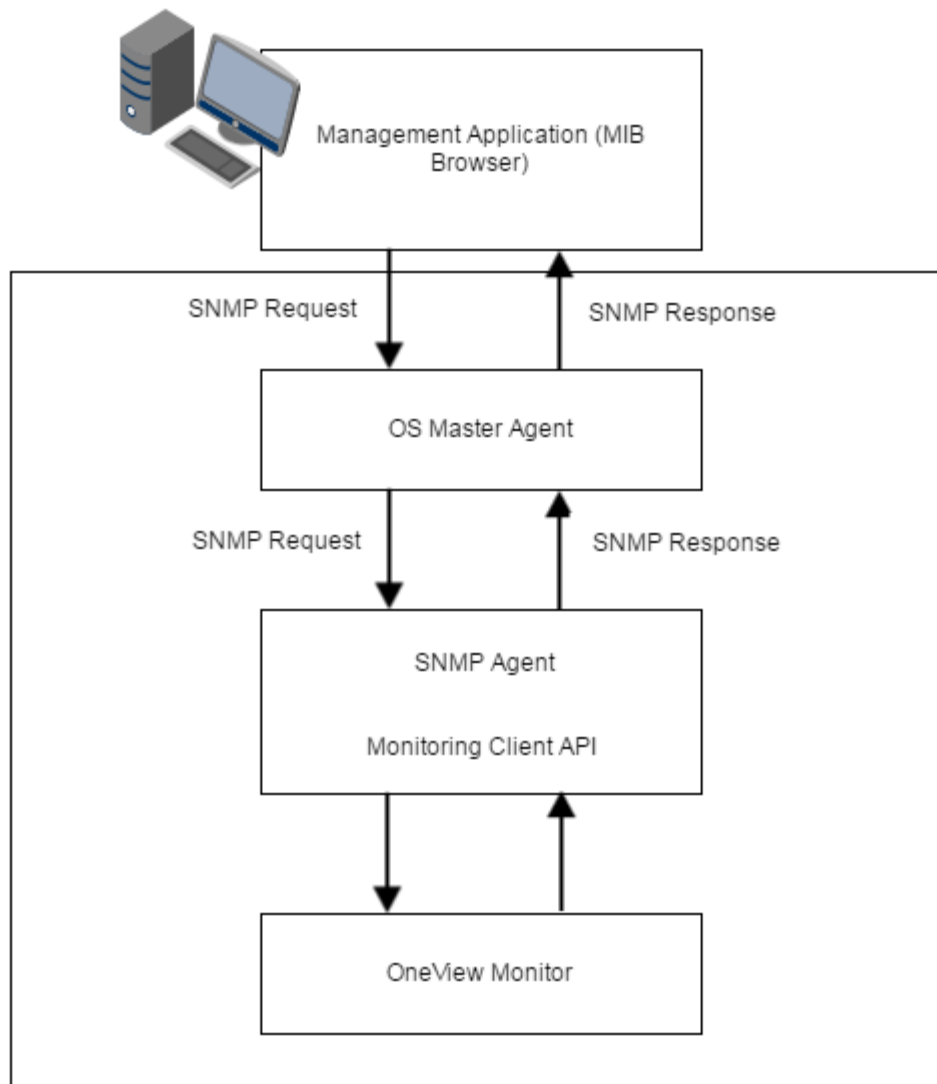 Management Application (MIB
Browser)
SNMP Request
SNMP Response
OS Master Agent
SNMP Request
SNMP Response
SNMP Agent
Monitoring Client API
OneView Monitor